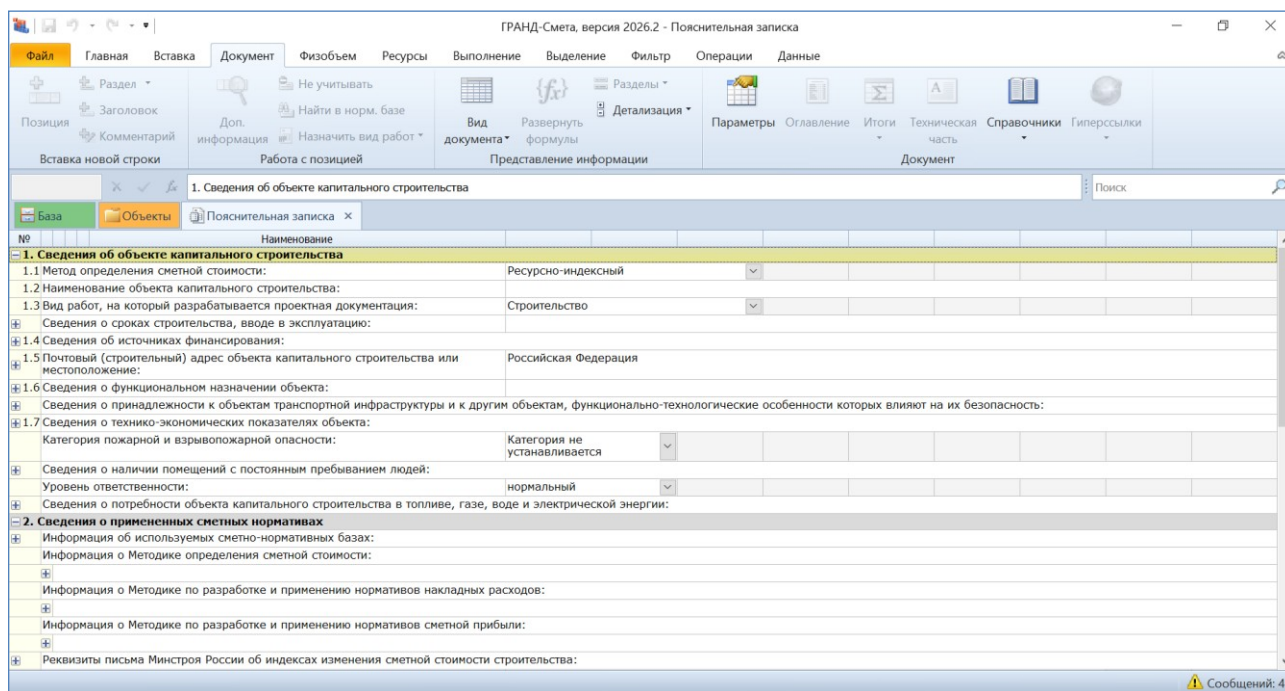 ГРАНД-Смета, версия 2026.2 - Пояснительная записка
Файл Главная Вставка Документ Физобъем Ресурсы Выполнение Выделение Фильтр Операции Данные
Позиция
Раздел
Заголовок
Комментарий
Вставка новой строки
Доп. информация
Не учитывать
Найти в норм. базе
Назначить вид работ
Работа с позицией
Вид документа
Развернуть формулы
Разделы
Детализация
Представление информации
Параметры Оглавление Итоги Техническая часть Справочники Гиперссылки
Документ
fx 1. Сведения об объекте капитального строительства Поиск
База Объекты Пояснительная записка
№ Наименование
1. Сведения об объекте капитального строительства
1.1 Метод определения сметной стоимости: Ресурсно-индексный
1.2 Наименование объекта капитального строительства:
1.3 Вид работ, на который разрабатывается проектная документация: Строительство
Сведения о сроках строительства, вводе в эксплуатацию:
1.4 Сведения об источниках финансирования:
1.5 Почтовый (строительный) адрес объекта капитального строительства или Российская Федерация
местоположение:
1.6 Сведения о функциональном назначении объекта:
Сведения о принадлежности к объектам транспортной инфраструктуры и к другим объектам, функционально-технологические особенности которых влияют на их безопасность:
1.7 Сведения о технико-экономических показателях объекта:
Категория пожарной и взрывопожарной опасности: Категория не
устанавливается
Сведения о наличии помещений с постоянным пребыванием людей:
Уровень ответственности: нормальный
Сведения о потребности объекта капитального строительства в топливе, газе, воде и электрической энергии:
2. Сведения о примененных сметных нормативах
Информация об используемых сметно-нормативных базах:
Информация о Методике определения сметной стоимости:
Информация о Методике по разработке и применению нормативов накладных расходов:
Информация о Методике по разработке и применению нормативов сметной прибыли:
Реквизиты письма Минстроя России об индексах изменения сметной стоимости строительства:
Сообщений: 4